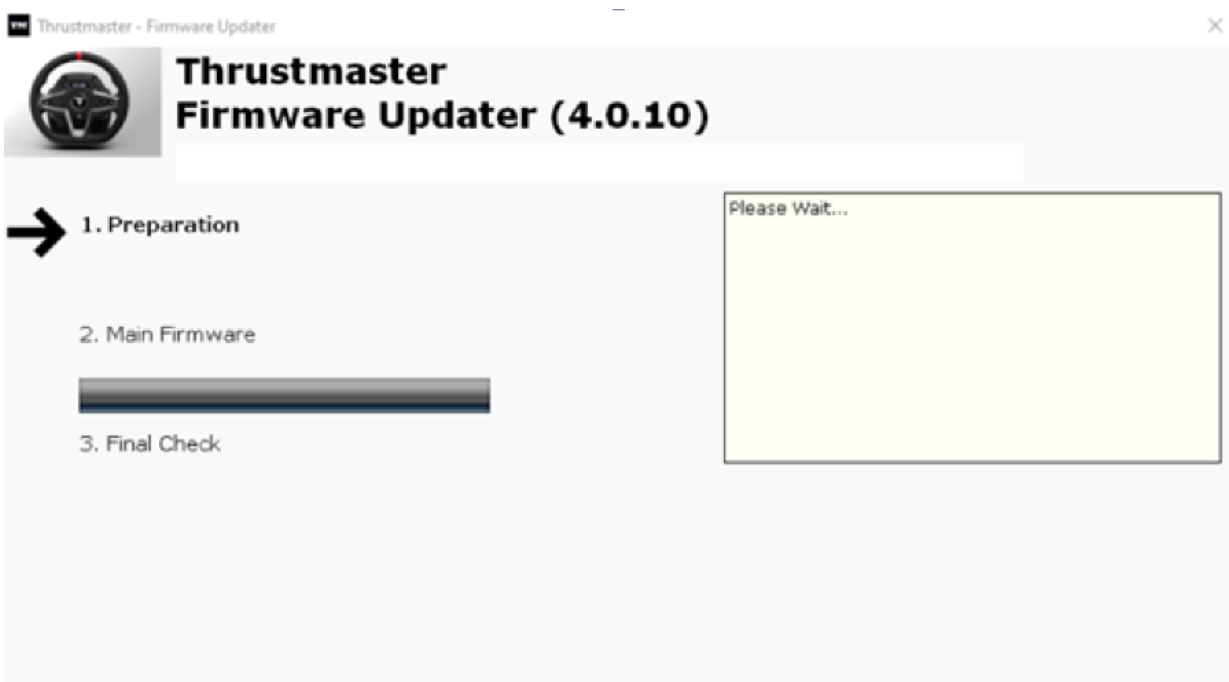 Thrustmaster - Firmware Updater
Thrustmaster
Firmware Updater (4.0.10)
1. Preparation
Please Wait...
2. Main Firmware
3. Final Check